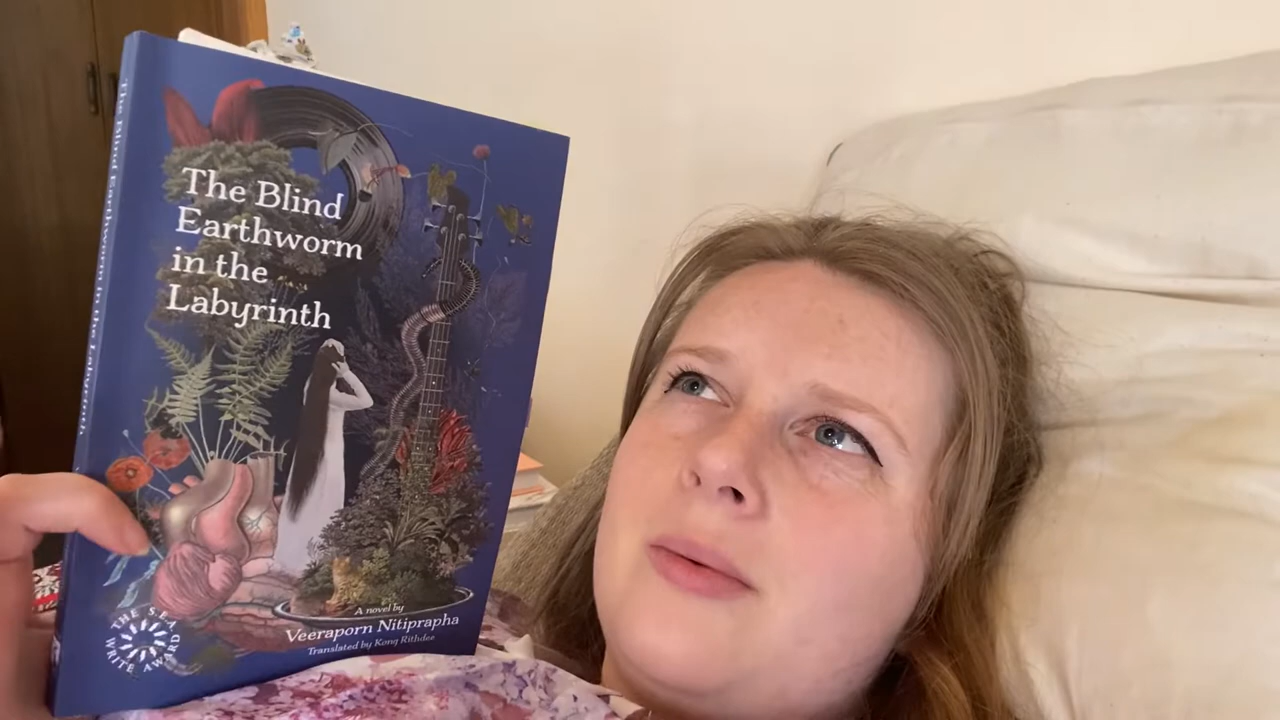 The Blind
Earthworm
in the
Labyrinth
A novel by
Veeraporn Nitiprapha
Translated by Kong Rithdee
THE S.E.A
WRITE AWARD
The Blind Earthworm in the Labyrinth